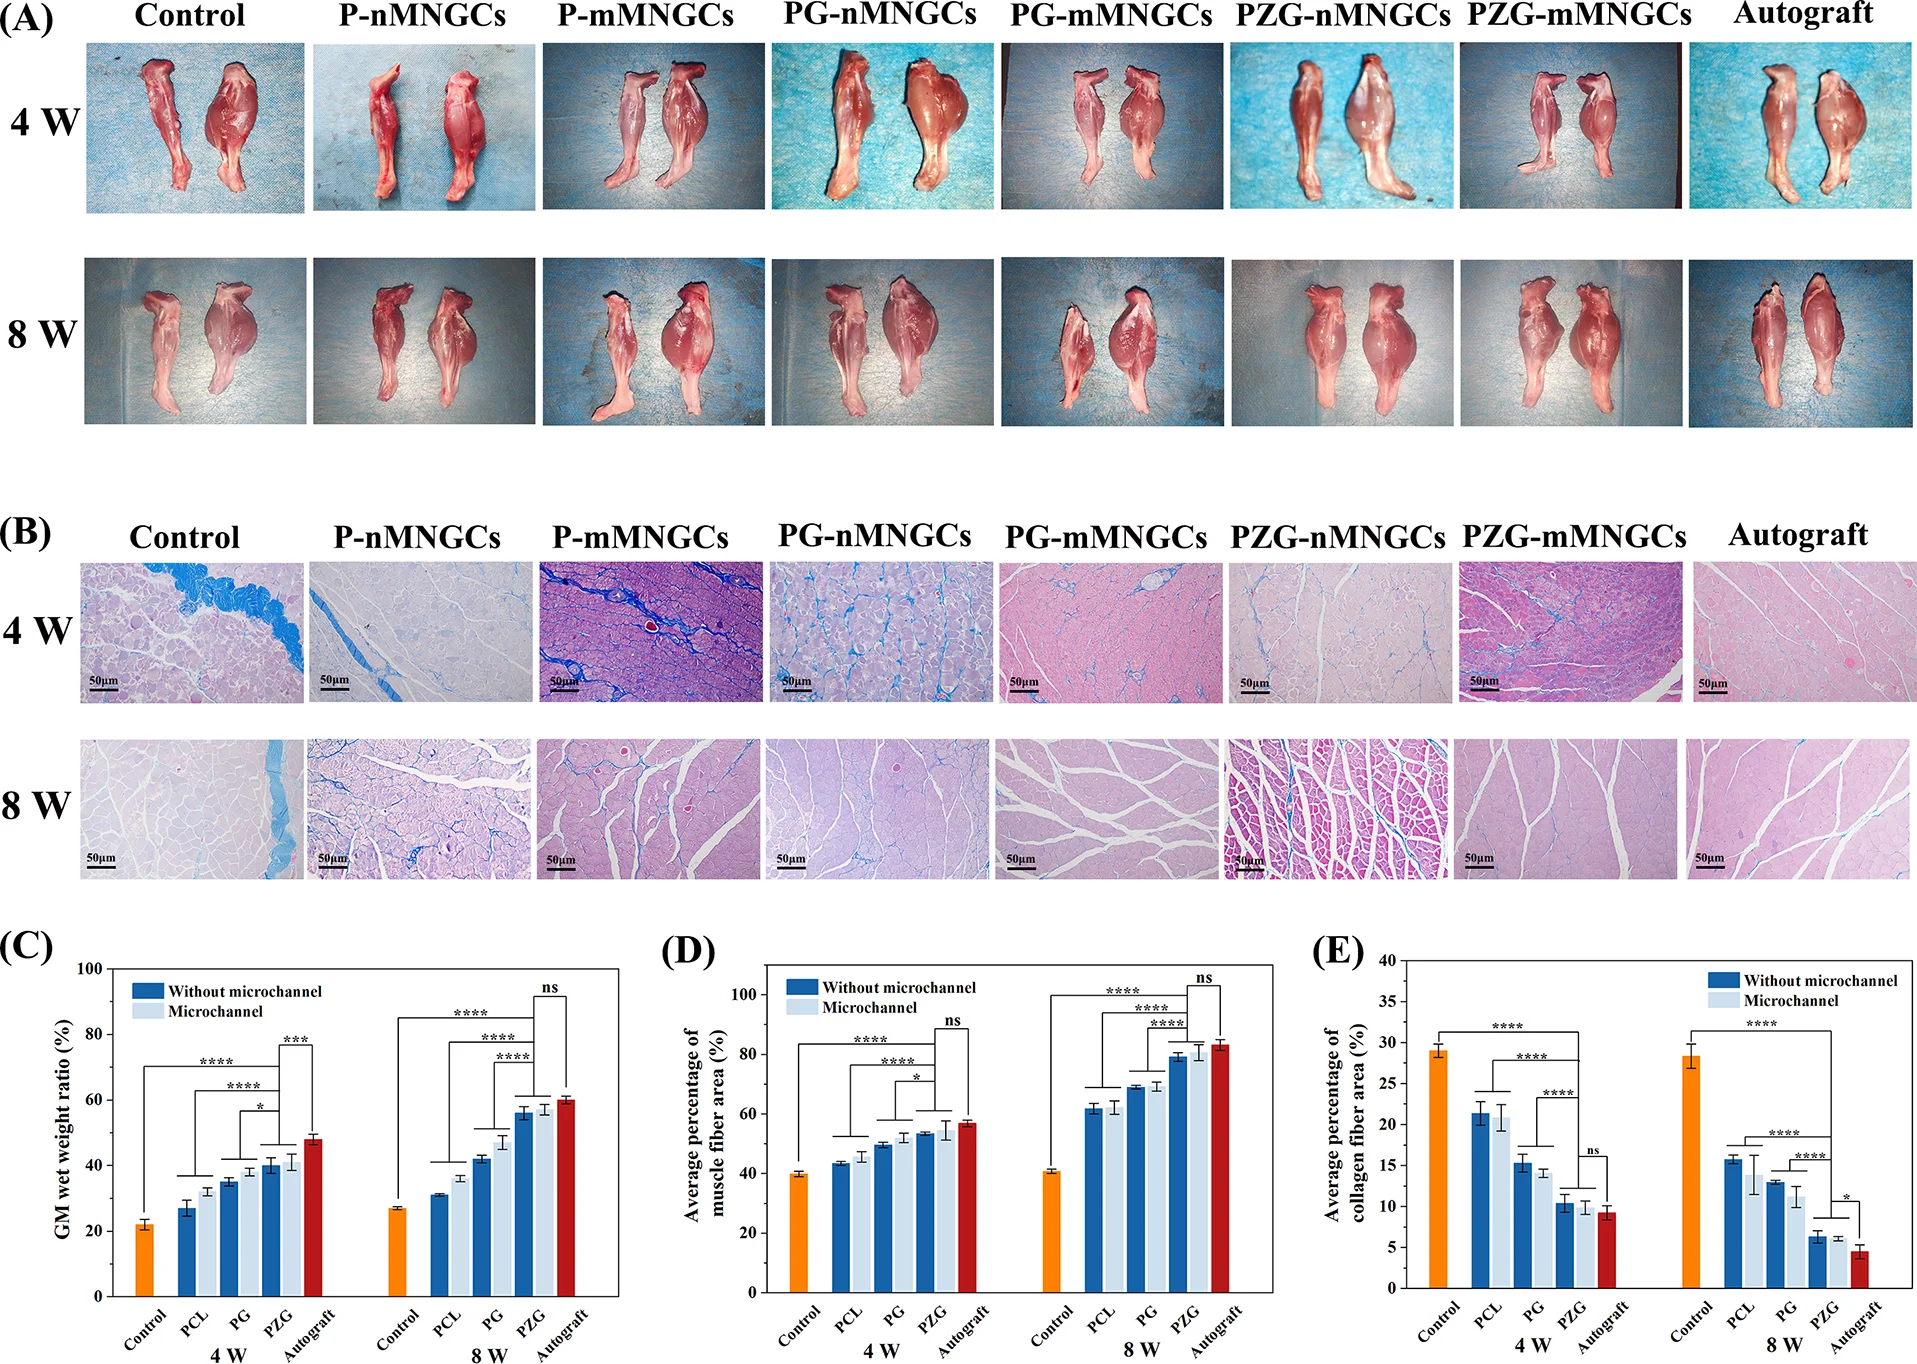 (A)
Control P-nMNGCs P-mMNGCs PG-nMNGCs PG-mMNGCs PZG-nMNGCs PZG-mMNGCs Autograft
4 W
8 W
(B)
Control P-nMNGCs P-mMNGCs PG-nMNGCs PG-mMNGCs PZG-nMNGCs PZG-mMNGCs Autograft
4 W
50μm 50μm 50μm 50μm 50μm 50μm 50μm 50μm
8 W
50μm 50μm 50μm 50μm 50μm 50μm 50μm 50μm
(C)
GM wet weight ratio (%)
100
80
60
40
20
0
Without microchannel
Microchannel
**** **** * ***
**** **** **** ns
Control PCL PG PZG Autograft
4 W
Control PCL PG PZG Autograft
8 W
(D)
Average percentage of
muscle fiber area (%)
100
80
60
40
20
0
Without microchannel
Microchannel
**** **** * ns
**** **** **** ns
Control PCL PG PZG Autograft
4 W
Control PCL PG PZG Autograft
8 W
(E)
Average percentage of
collagen fiber area (%)
40
35
30
25
20
15
10
5
0
Without microchannel
Microchannel
**** **** **** ns
**** **** **** *
Control PCL PG PZG Autograft
4 W
Control PCL PG PZG Autograft
8 W